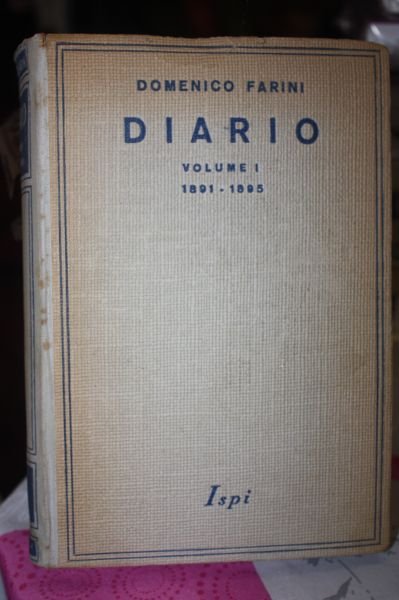 DOMENICO FARINI
DIARIO
VOLUME I
1891 - 1895
Ispi